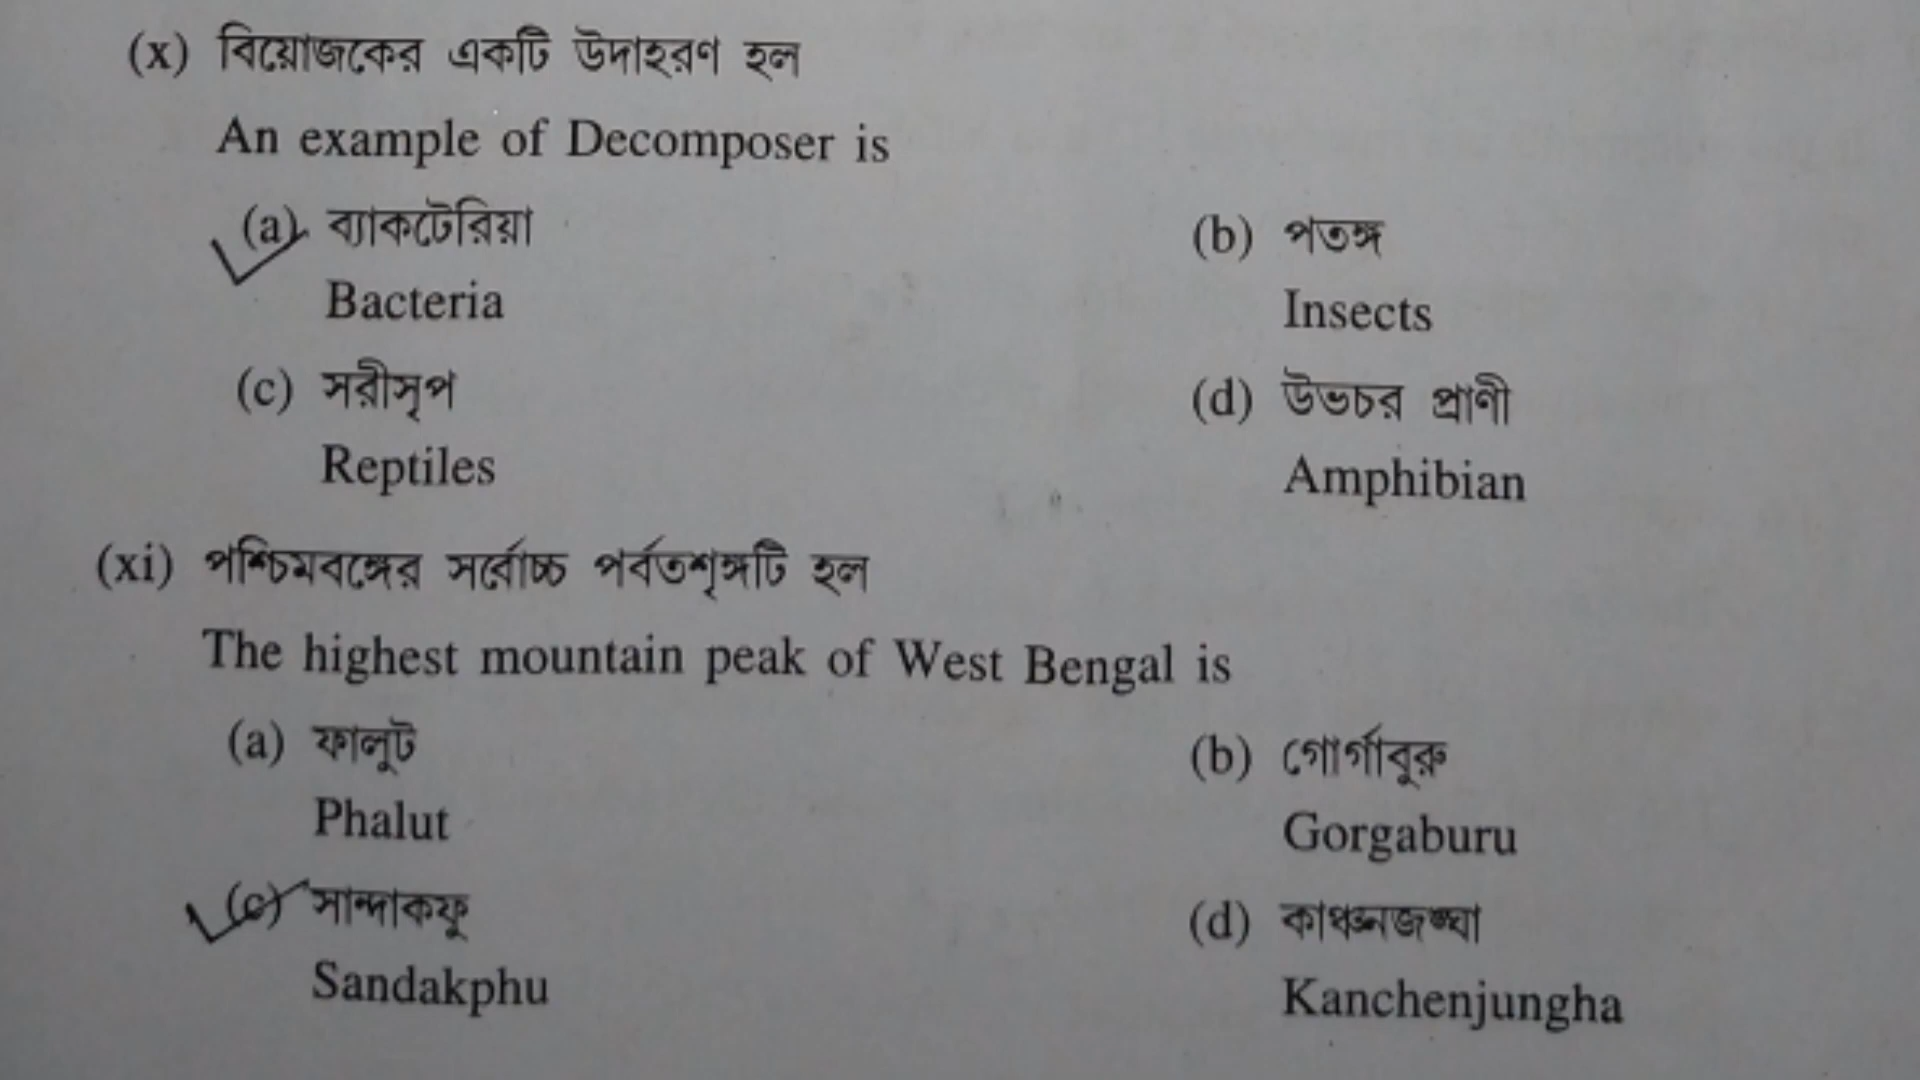 (x) বিয়োজকের একটি উদাহরণ হল
An example of Decomposer is
(a) ব্যাকটেরিয়া (b) পতঙ্গ
Bacteria Insects
(c) সরীসৃপ (d) উভচর প্রাণী
Reptiles Amphibian
(xi) পশ্চিমবঙ্গের সর্বোচ্চ পর্বতশৃঙ্গটি হল
The highest mountain peak of West Bengal is
(a) ফালুট (b) গোর্গাবুরু
Phalut Gorgaburu
(c) সান্দাকফু (d) কাঞ্চনজঙ্ঘা
Sandakphu Kanchenjungha